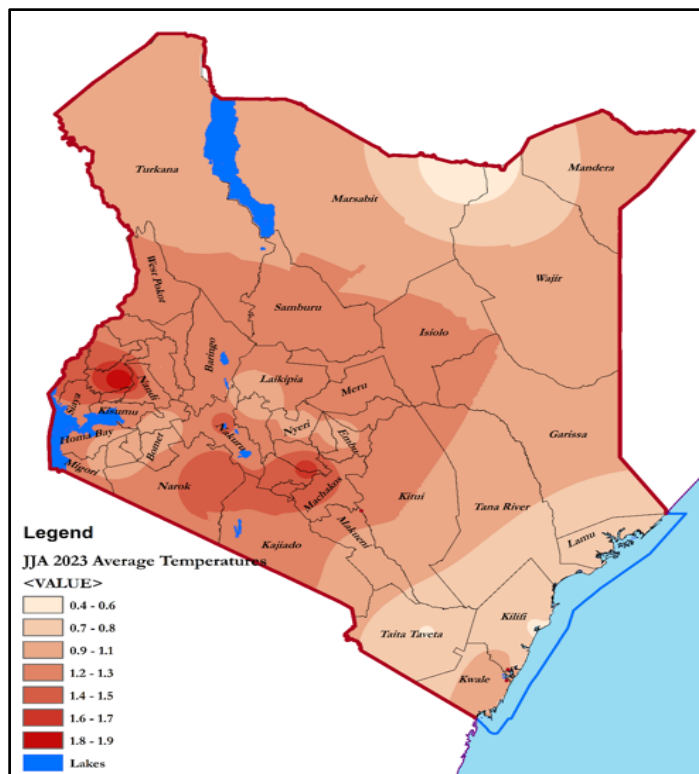 Turkana
Marsabit
Mandera
West Pokot
Wajir
Samburu
Isiolo
Baringo
Laikipia
Meru
Nandi
Siaya
Kisumu
Nyeri
Embu
Garissa
Homa Bay
Bomet
Nakuru
Migori
Narok
Machakos
Kitui
Tana River
Kajiado
Makueni
Lamu
Kilifi
Taita Taveta
Kwale
Legend
JJA 2023 Average Temperatures
<VALUE>
0.4 - 0.6
0.7 - 0.8
0.9 - 1.1
1.2 - 1.3
1.4 - 1.5
1.6 - 1.7
1.8 - 1.9
Lakes